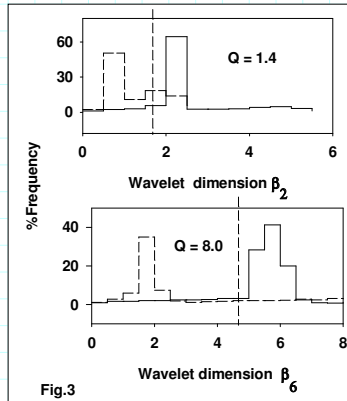 60
30
0
Q = 1.4
0 2 4 6
Wavelet dimension β2
%Frequency
40
20
0
Q = 8.0
0 2 4 6 8
Wavelet dimension β6
Fig.3